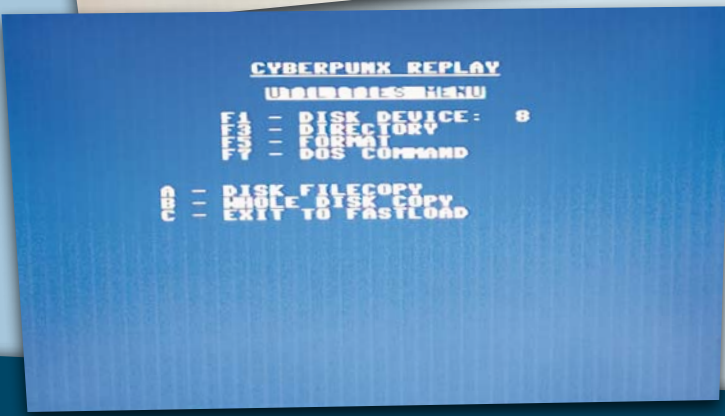 CYBERPUNX REPLAY
UTILITIES MENU
F1 - DISK DEVICE: 8
F3 - DIRECTORY
F5 - FORMAT
F7 - DOS COMMAND
A - DISK FILECOPY
B - WHOLE DISK COPY
C - EXIT TO FASTLOAD